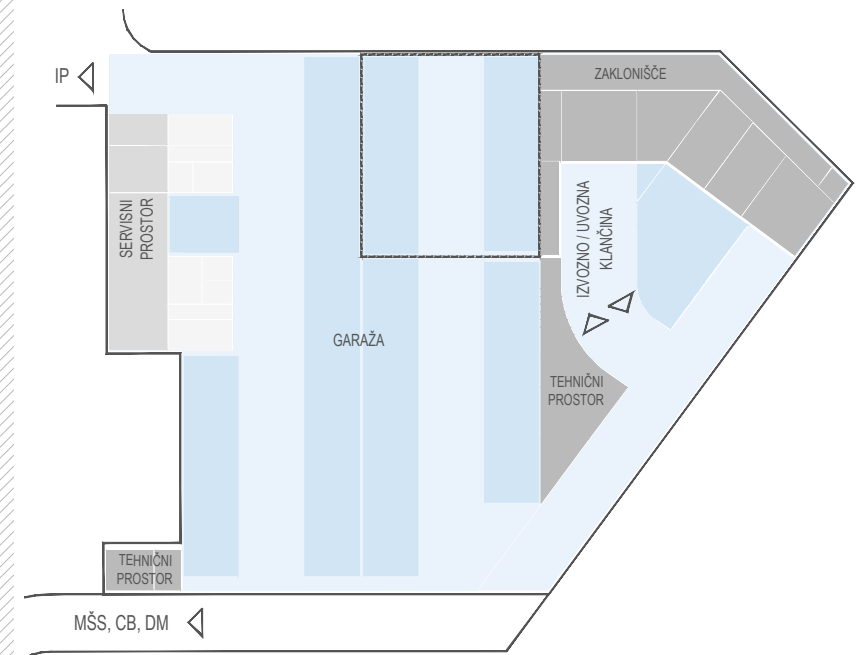 ZAKLONIŠČE
IP
SERVISNI
PROSTOR
IZVOZNO / UVOZNA
KLANČINA
GARAŽA
TEHNIČNI
PROSTOR
TEHNIČNI
PROSTOR
MŠS, CB, DM